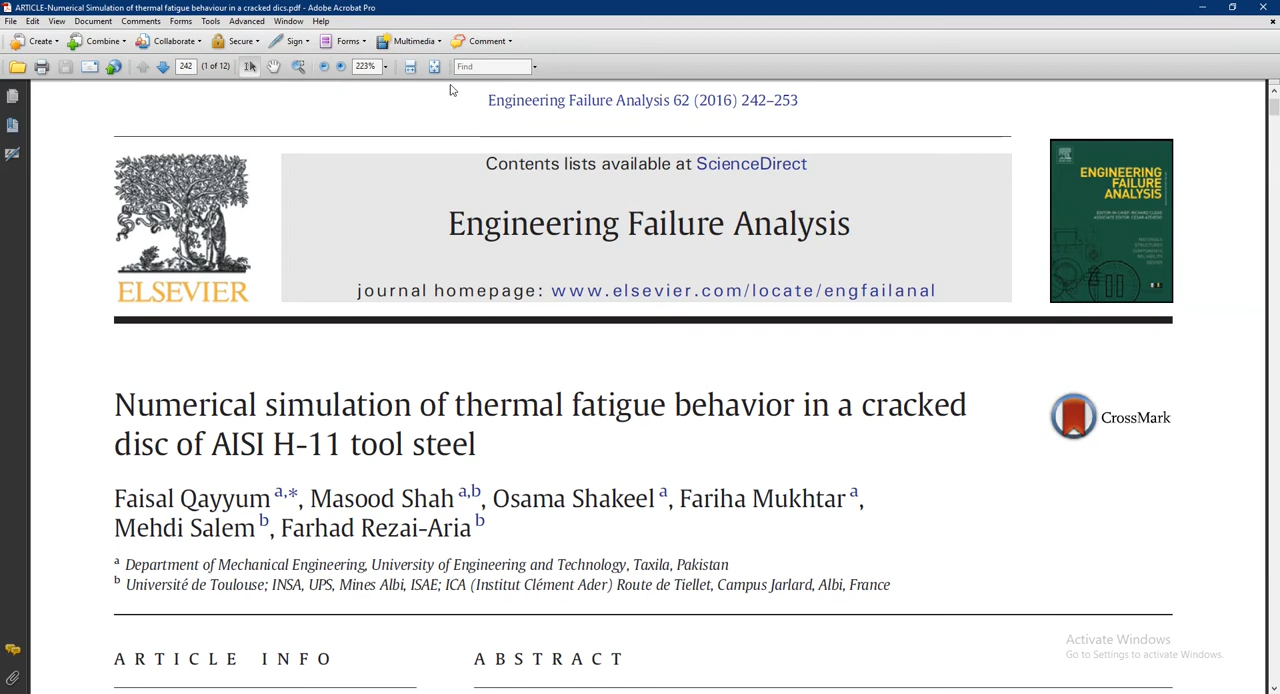 ARTICLE-Numerical Simulation of thermal fatigue behaviour in a cracked dics.pdf - Adobe Acrobat Pro
File Edit View Document Comments Forms Tools Advanced Window Help
Create Combine Collaborate Secure Sign Forms Multimedia Comment
242 (1 of 12) 223% Find
Engineering Failure Analysis 62 (2016) 242–253
Contents lists available at ScienceDirect
Engineering Failure Analysis
journal homepage: www.elsevier.com/locate/engfailanal
ELSEVIER
ENGINEERING
FAILURE
ANALYSIS
Numerical simulation of thermal fatigue behavior in a cracked
disc of AISI H-11 tool steel
CrossMark
Faisal Qayyum a,*, Masood Shah a,b, Osama Shakeel a, Fariha Mukhtar a,
Mehdi Salem b, Farhad Rezai-Aria b
a Department of Mechanical Engineering, University of Engineering and Technology, Taxila, Pakistan
b Université de Toulouse; INSA, UPS, Mines Albi, ISAE; ICA (Institut Clément Ader) Route de Tiellet, Campus Jarlard, Albi, France
ARTICLE INFO
ABSTRACT
Activate Windows
Go to Settings to activate Windows.